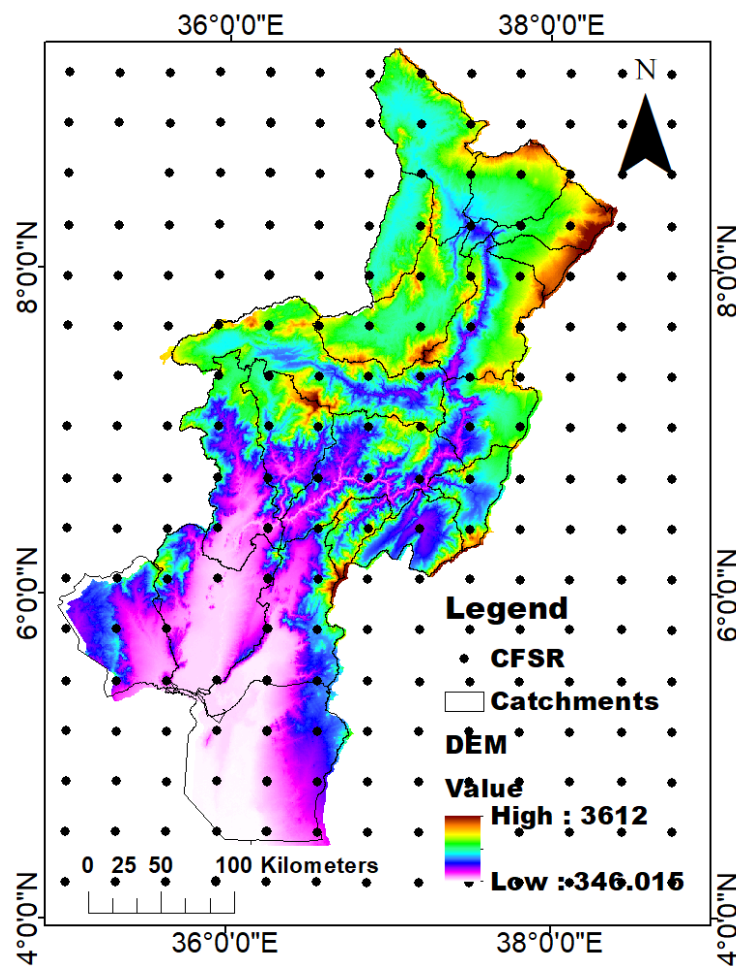 36°0'0"E 38°0'0"E
N
8°0'0"N 8°0'0"N
6°0'0"N 6°0'0"N
Legend
CFSR
Catchments
DEM
Value
High : 3612
Low : 346.015
0 25 50 100 Kilometers
4°0'0"N 4°0'0"N
36°0'0"E 38°0'0"E